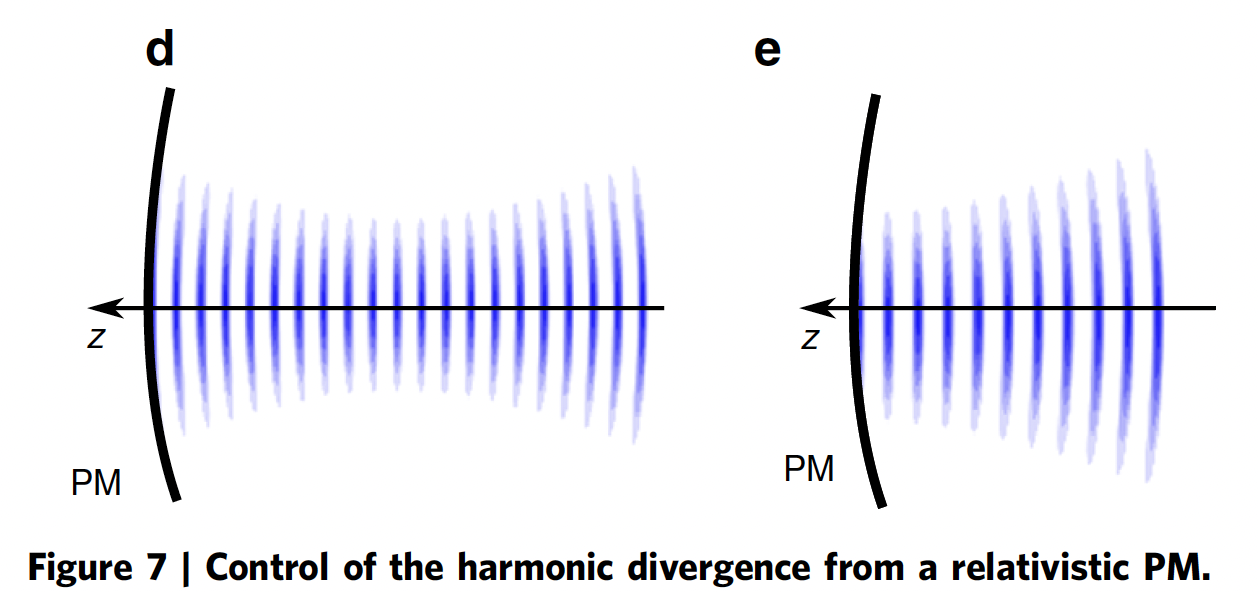 d
e
z
z
PM
PM
Figure 7 | Control of the harmonic divergence from a relativistic PM.